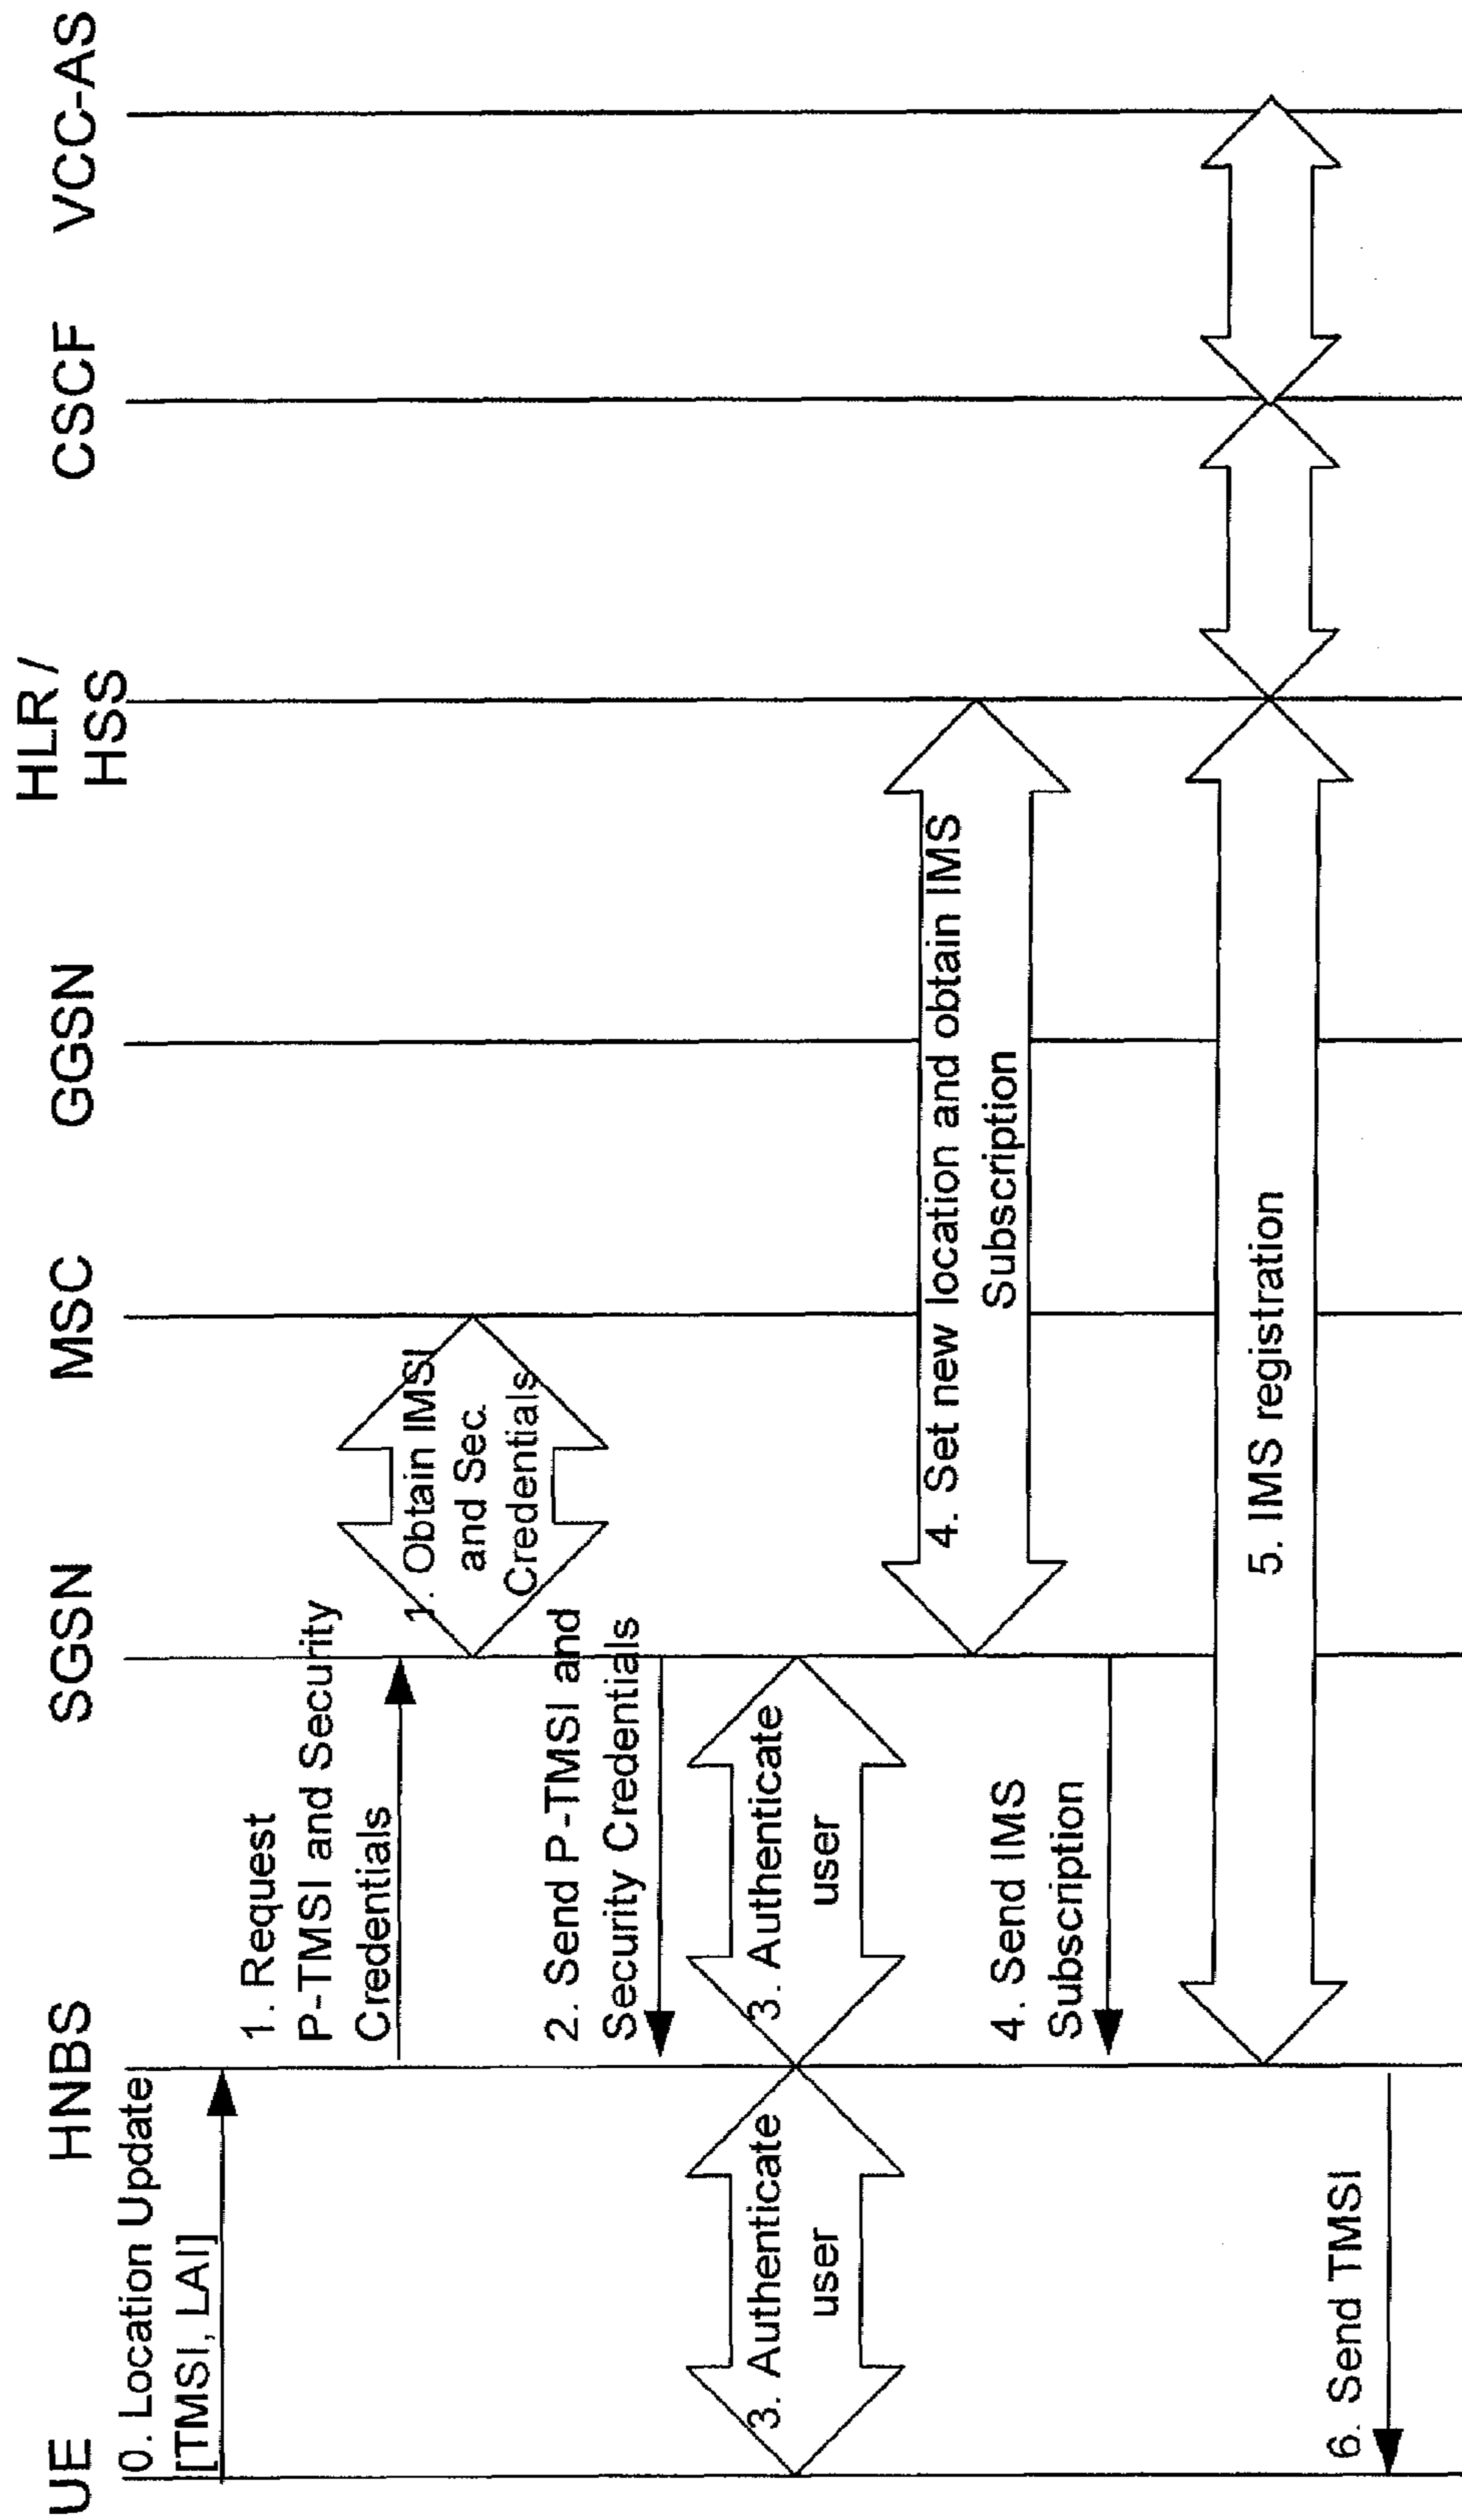 UE
HNBS
SGSN
MSC
GGSN
HLR /
HSS
CSCF
VCC-AS
0. Location Update
[TMSI, LAI]
1. Request
P-TMSI and Security
Credentials
1. Obtain IMSI
and Sec.
Credentials
2. Send P-TMSI and
Security Credentials
3. Authenticate
user
3. Authenticate
user
4. Set new location and obtain IMS
Subscription
4. Send IMS
Subscription
5. IMS registration
6. Send TMSI